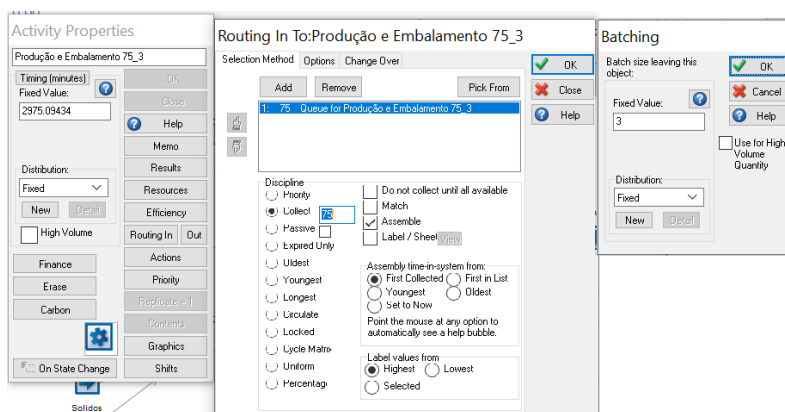 Activity Properties
Produção e Embalamento 75_3
Timing (minutes)
Fixed Value:
2975.09434
Distribution:
Fixed
New
Detail
High Volume
Finance
Erase
Carbon
On State Change
OK
Close
Help
Memo
Results
Resources
Efficiency
Routing In
Out
Actions
Priority
Replicate = 1
Contents
Graphics
Shifts
Solidos
Routing In To:Produção e Embalamento 75_3
Selection Method
Options
Change Over
Add
Remove
Pick From
1: 75 Queue for Produção e Embalamento 75_3
Discipline
Priority
Collect
75
Passive
Expired Only
Oldest
Youngest
Longest
Circulate
Locked
Cycle Matrix
Uniform
Percentag
Do not collect until all available
Match
Assemble
Label / Sheet
View
Assembly time-in-system from:
First Collected
First in List
Youngest
Oldest
Set to Now
Point the mouse at any option to
automatically see a help bubble.
Label values from
Highest
Lowest
Selected
OK
Close
Help
Batching
Batch size leaving this
object:
Fixed Value:
3
Distribution:
Fixed
New
Detail
OK
Cancel
Help
Use for High
Volume
Quantity